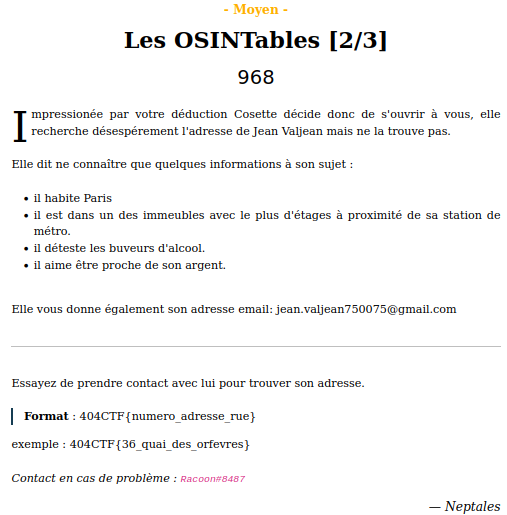 - Moyen -
Les OSINTables [2/3]
968
Impressionée par votre déduction Cosette décide donc de s'ouvrir à vous, elle
recherche désespérement l'adresse de Jean Valjean mais ne la trouve pas.
Elle dit ne connaître que quelques informations à son sujet :
• il habite Paris
• il est dans un des immeubles avec le plus d'étages à proximité de sa station de
métro.
• il déteste les buveurs d'alcool.
• il aime être proche de son argent.
Elle vous donne également son adresse email: jean.valjean750075@gmail.com
Essayez de prendre contact avec lui pour trouver son adresse.
Format : 404CTF{numero_adresse_rue}
exemple : 404CTF{36_quai_des_orfevres}
Contact en cas de problème : Racoon#8487
— Neptales